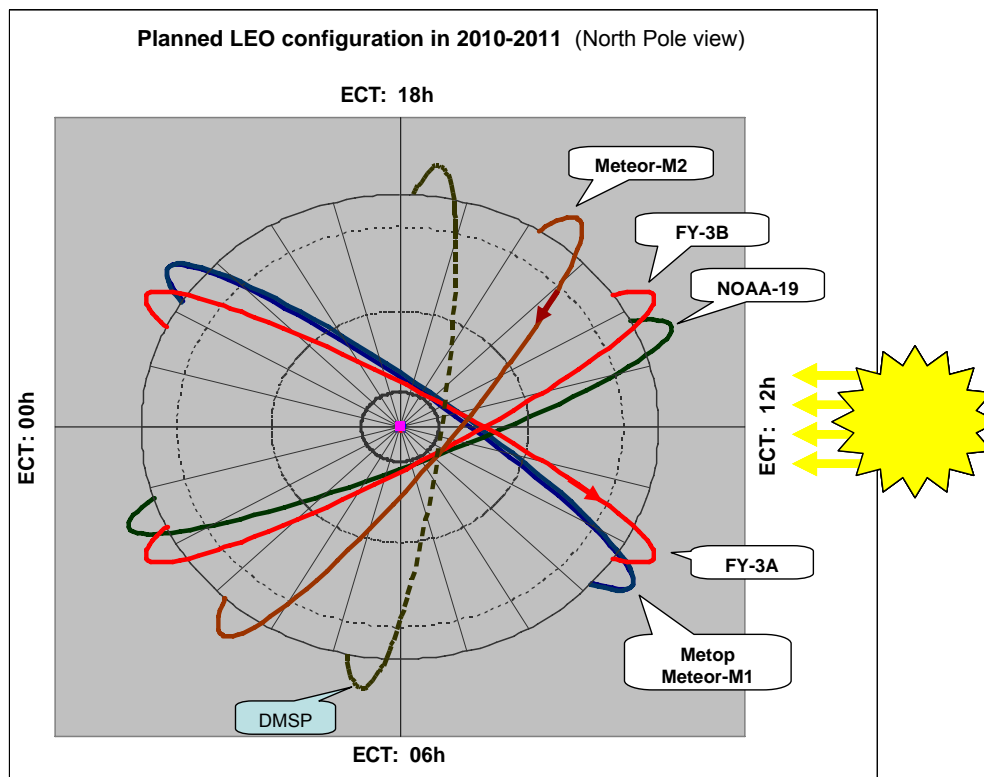 Planned LEO configuration in 2010-2011 (North Pole view)
ECT: 18h
Meteor-M2
FY-3B
NOAA-19
ECT: 00h
ECT: 12h
FY-3A
Metop
Meteor-M1
DMSP
ECT: 06h